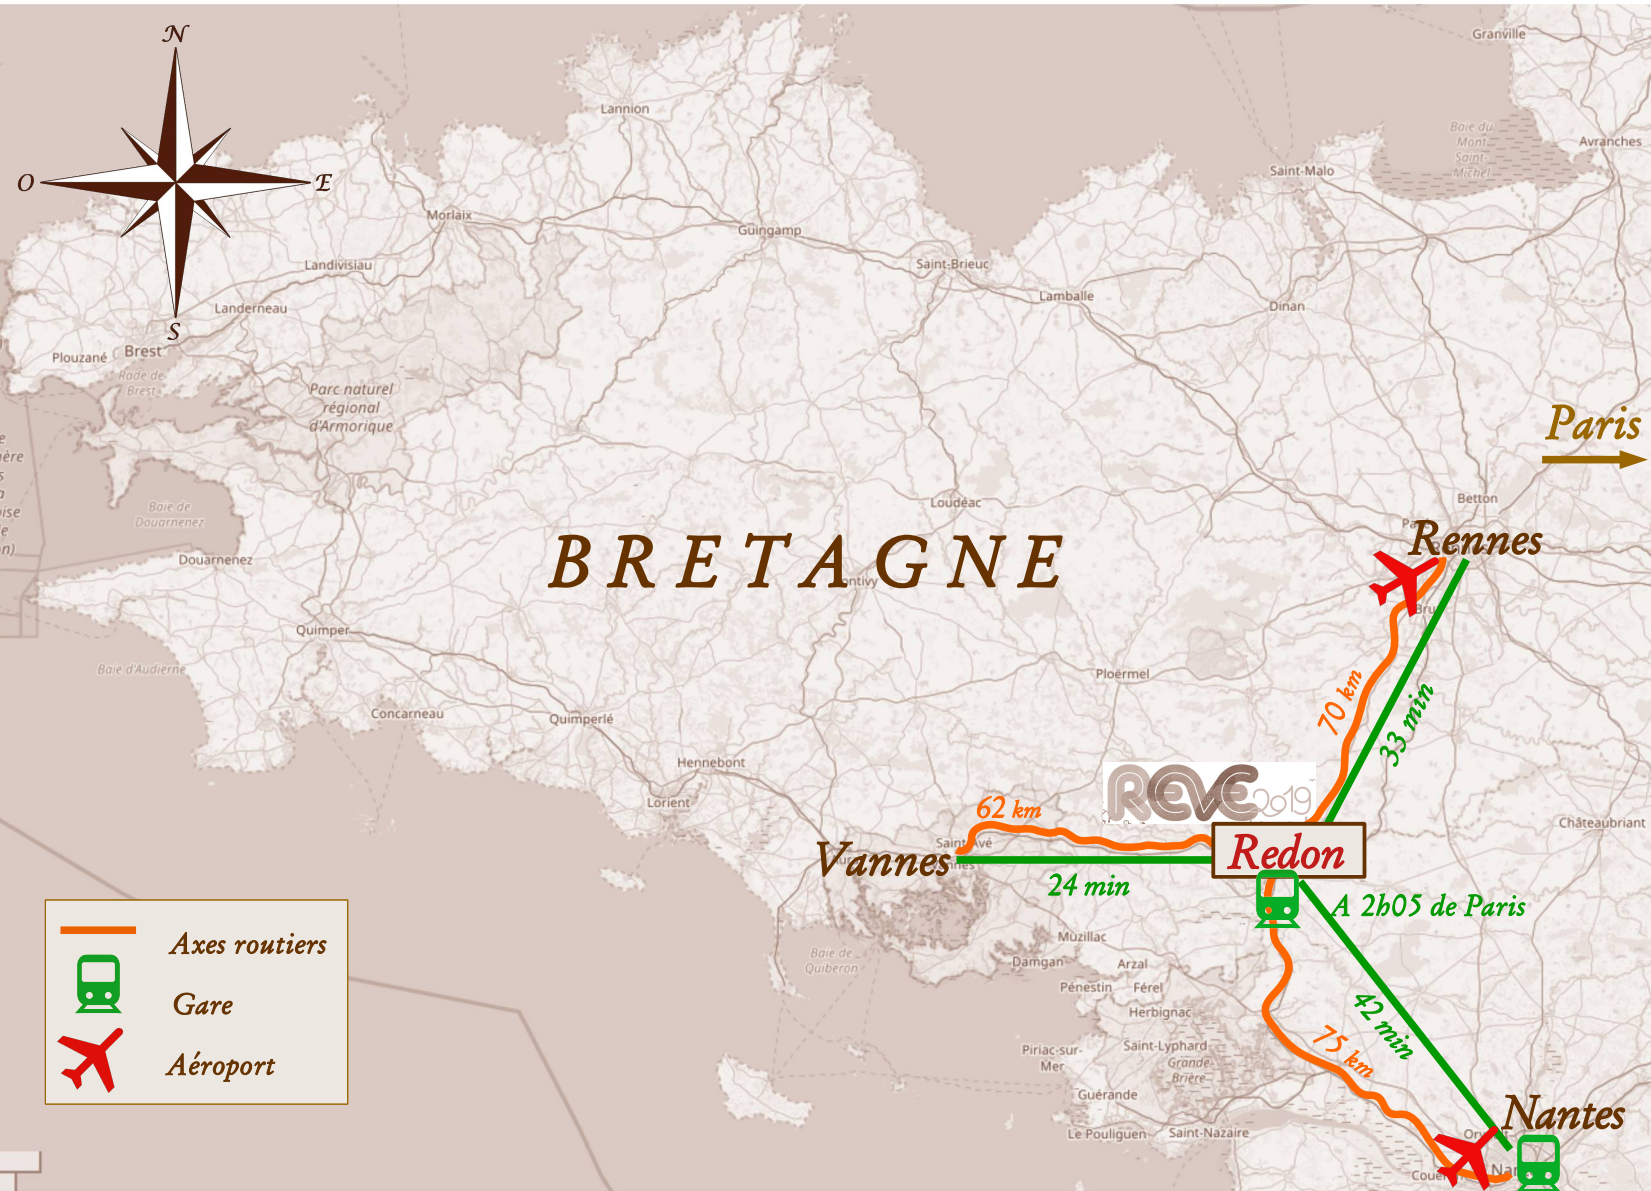 N
O
E
S
Granville
Lannion
Baie du
Mont
Saint-
Michel
Avranches
Saint-Malo
Morlaix
Guingamp
Landivisiau
Saint-Brieuc
Lamballe
Dinan
Landerneau
Plouzané
Brest
Rade de
Brest
Parc naturel
régional
d'Armorique
Paris
Baie de
Douarnenez
Loudéac
Betton
Rennes
BRETAGNE
Douarnenez
Quimper
Baie d'Audierne
Ploërmel
70 km
33 min
Concarneau
Quimperlé
Hennebont
Lorient
REVE 2019
62 km
Châteaubriant
Vannes
Redon
24 min
A 2h05 de Paris
Muzillac
Damgan
Arzal
Pénestin
Férel
Baie de
Quiberon
Herbignac
42 min
75 km
Piriac-sur-
Mer
Saint-Lyphard
Grande-
Brière
Guérande
Le Pouliguen
Saint-Nazaire
Nantes
Axes routiers
Gare
Aéroport